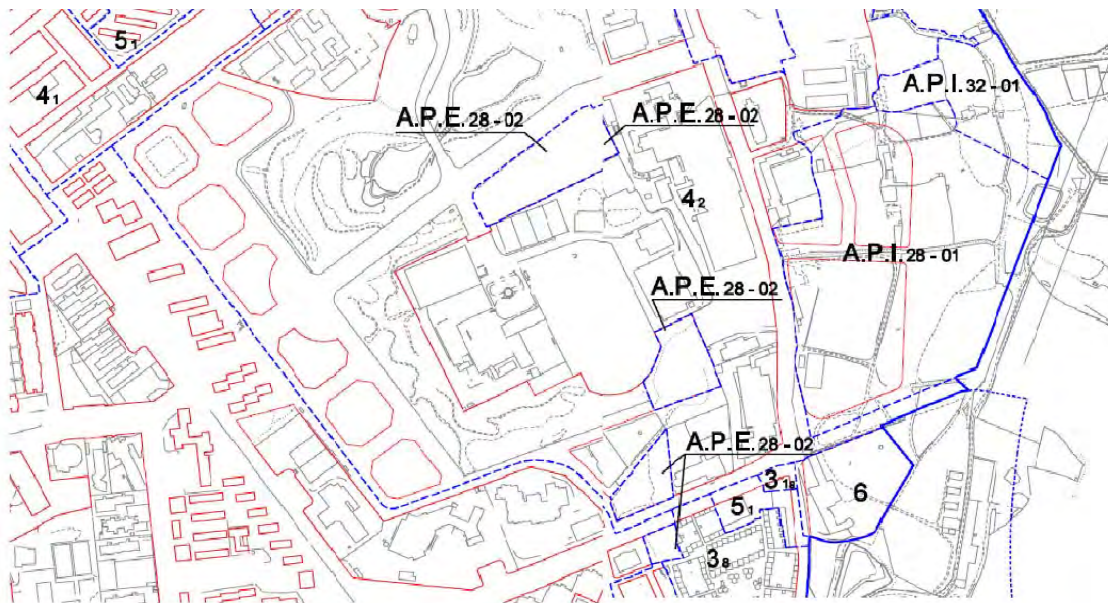 5₁
4₁
A.P.I. 32 - 01
A.P.E. 28 - 02
A.P.E. 28 - 02
4₂
A.P.I. 28 - 01
A.P.E. 28 - 02
A.P.E. 28 - 02
3₁₈
6
5₁
3₈